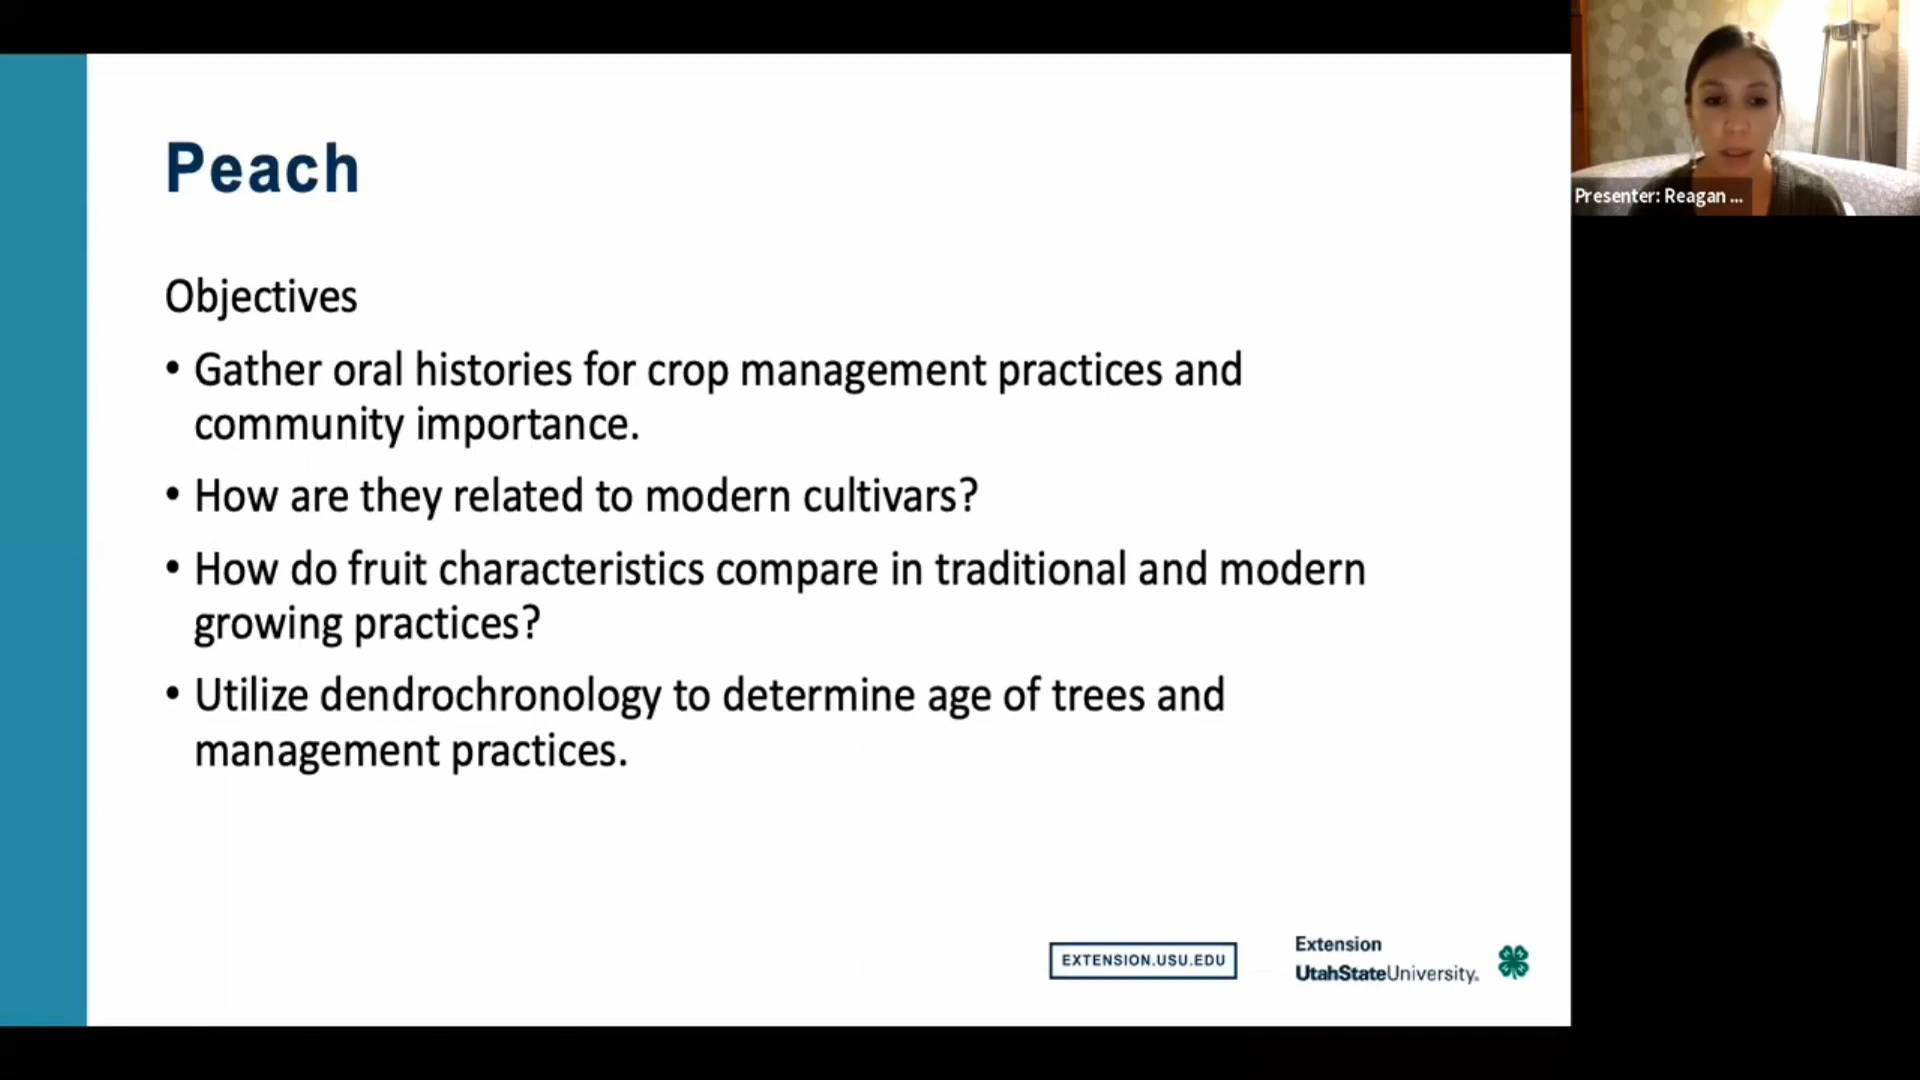 Peach
Objectives
• Gather oral histories for crop management practices and
community importance.
• How are they related to modern cultivars?
• How do fruit characteristics compare in traditional and modern
growing practices?
• Utilize dendrochronology to determine age of trees and
management practices.
EXTENSION.USU.EDU
Extension
UtahStateUniversity.
Presenter: Reagan ...